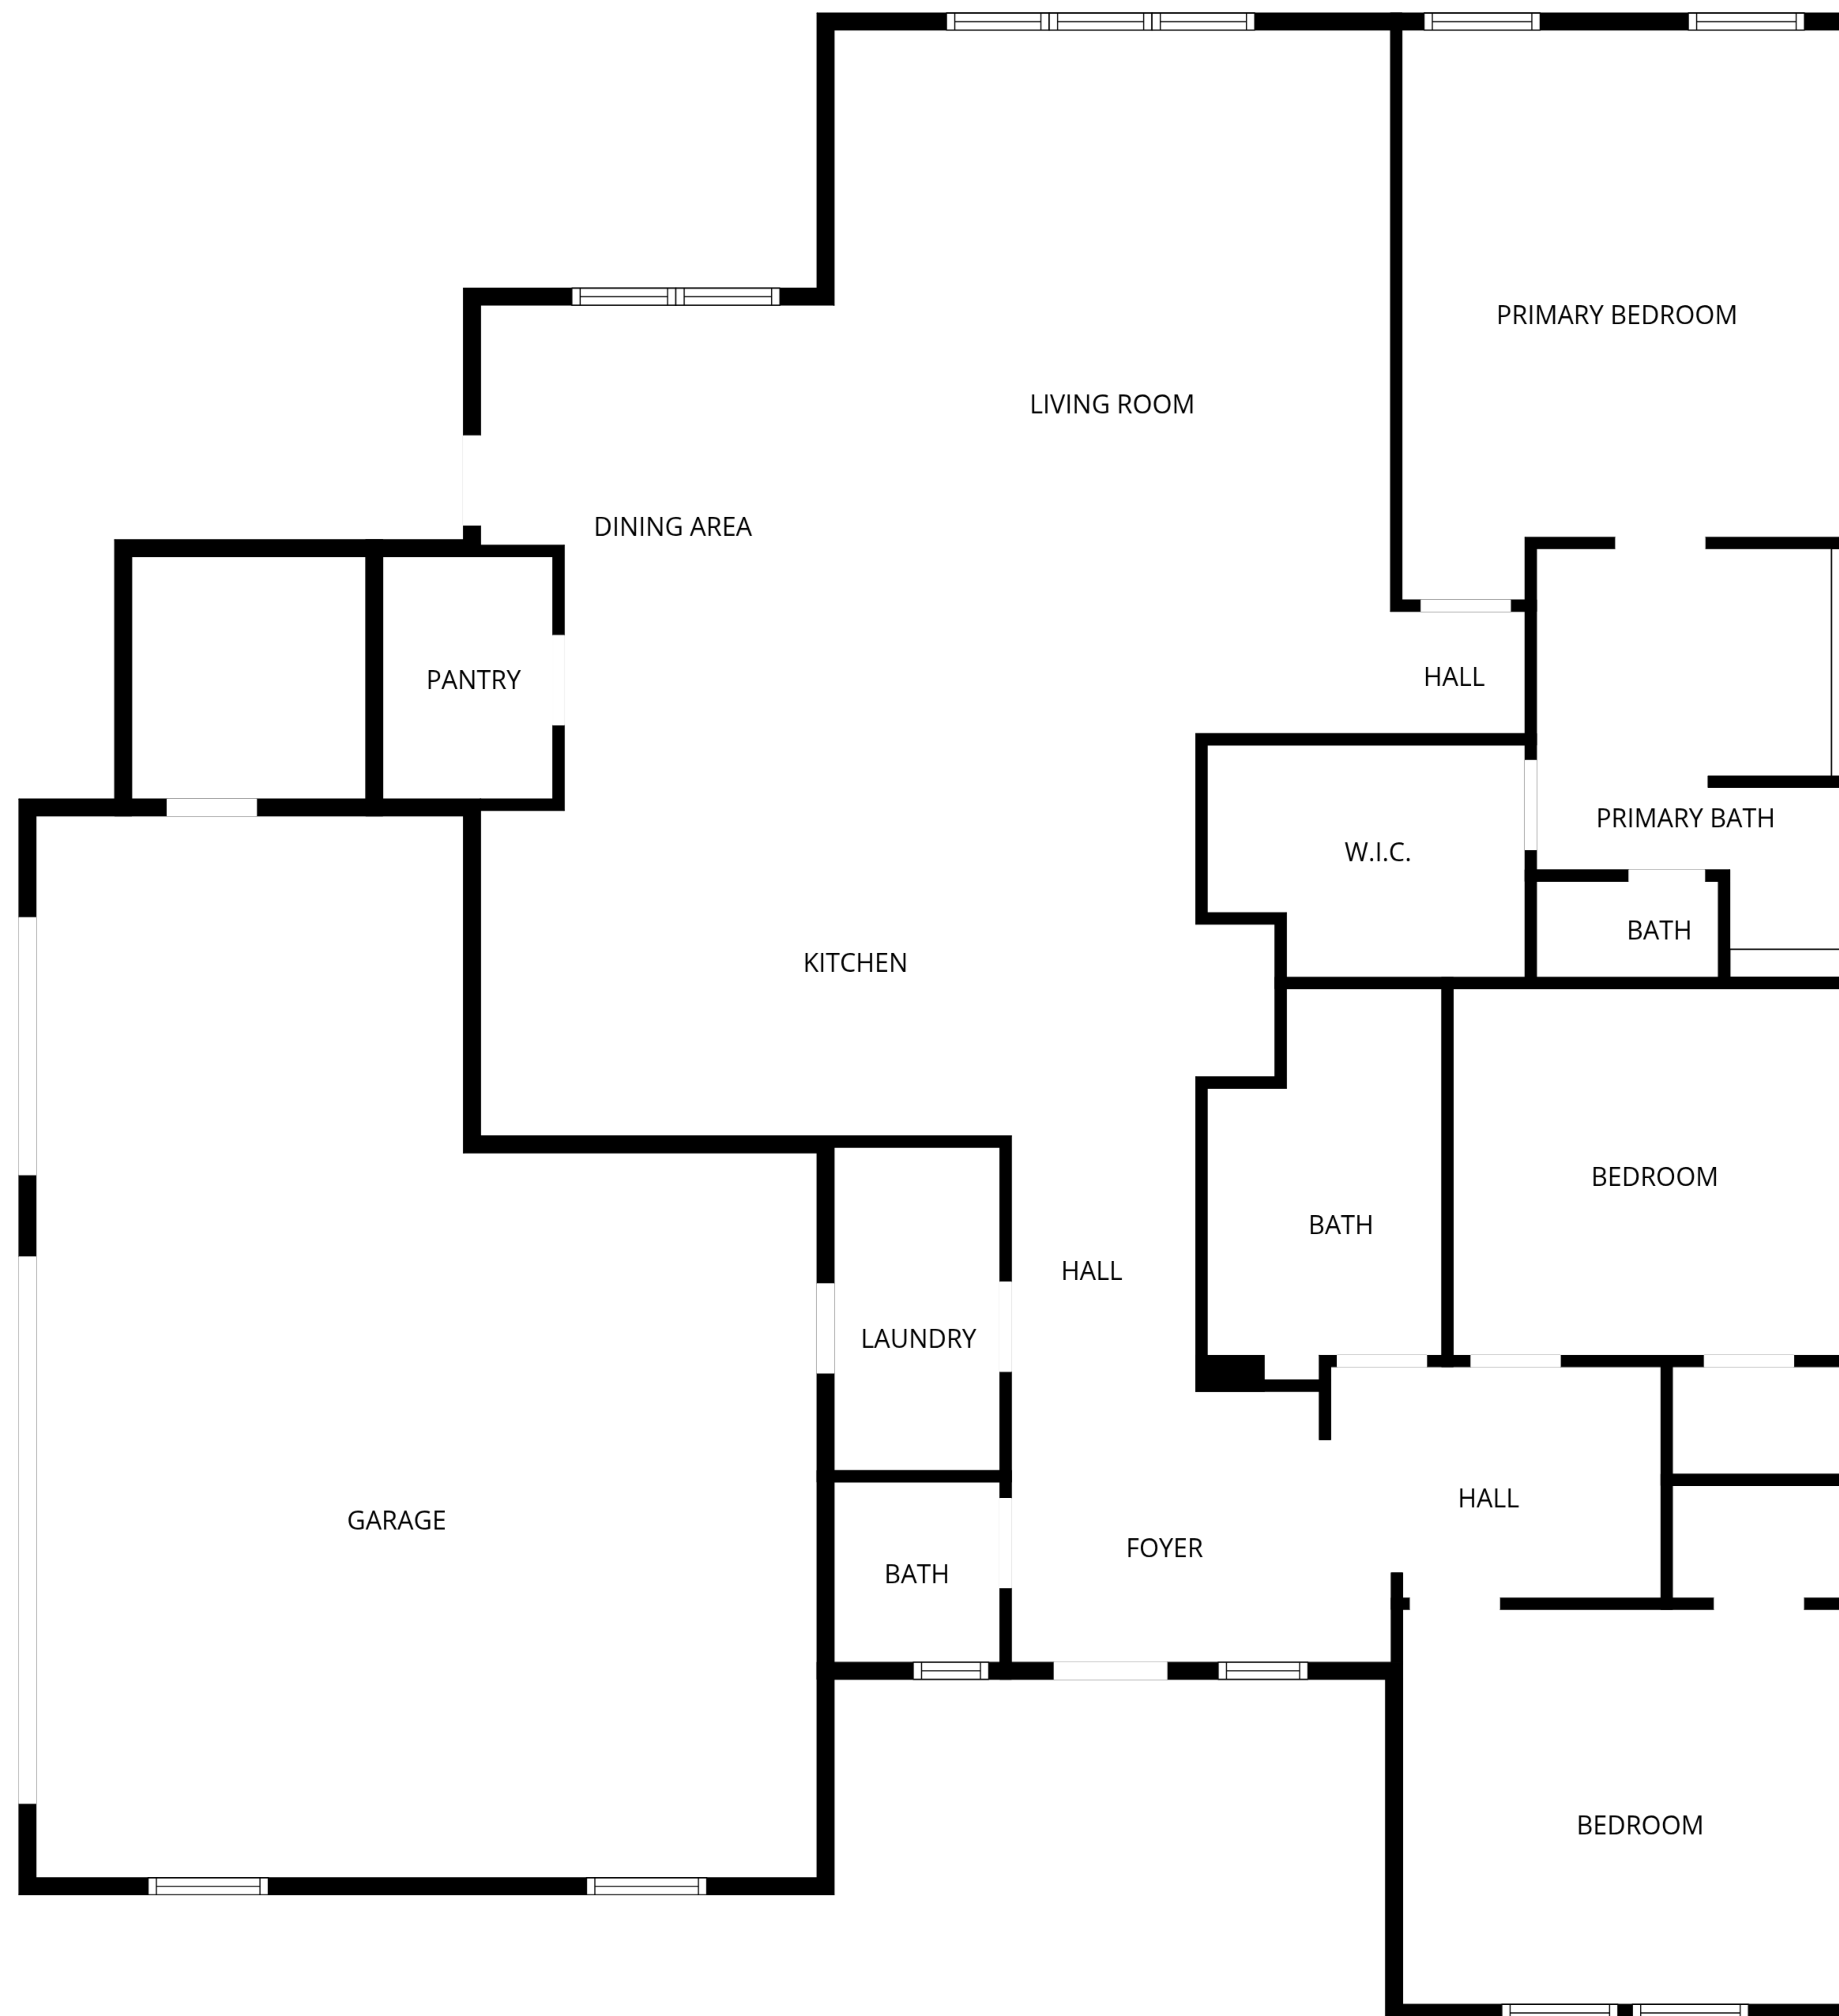 PRIMARY BEDROOM
LIVING ROOM
DINING AREA
HALL
PANTRY
PRIMARY BATH
W.I.C.
BATH
KITCHEN
BEDROOM
BATH
HALL
LAUNDRY
HALL
GARAGE
FOYER
BATH
BEDROOM